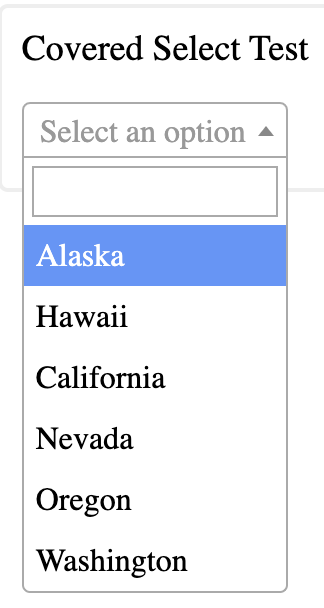 Covered Select Test
Select an option
Alaska
Hawaii
California
Nevada
Oregon
Washington